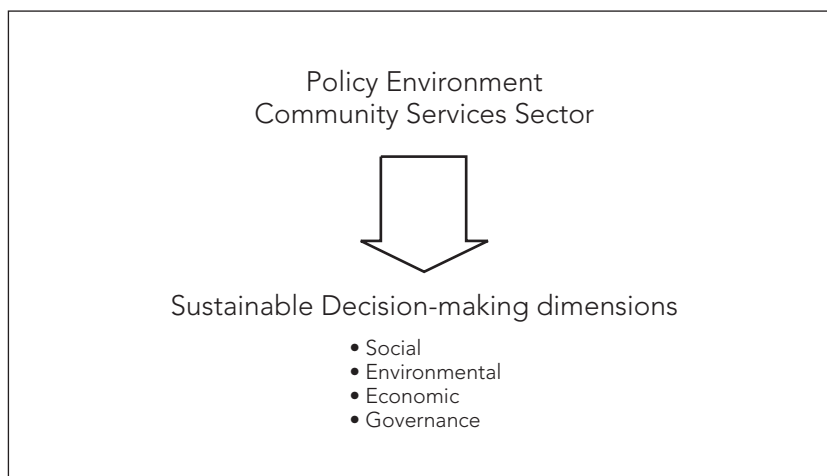 Policy Environment
Community Services Sector
Sustainable Decision-making dimensions
• Social
• Environmental
• Economic
• Governance